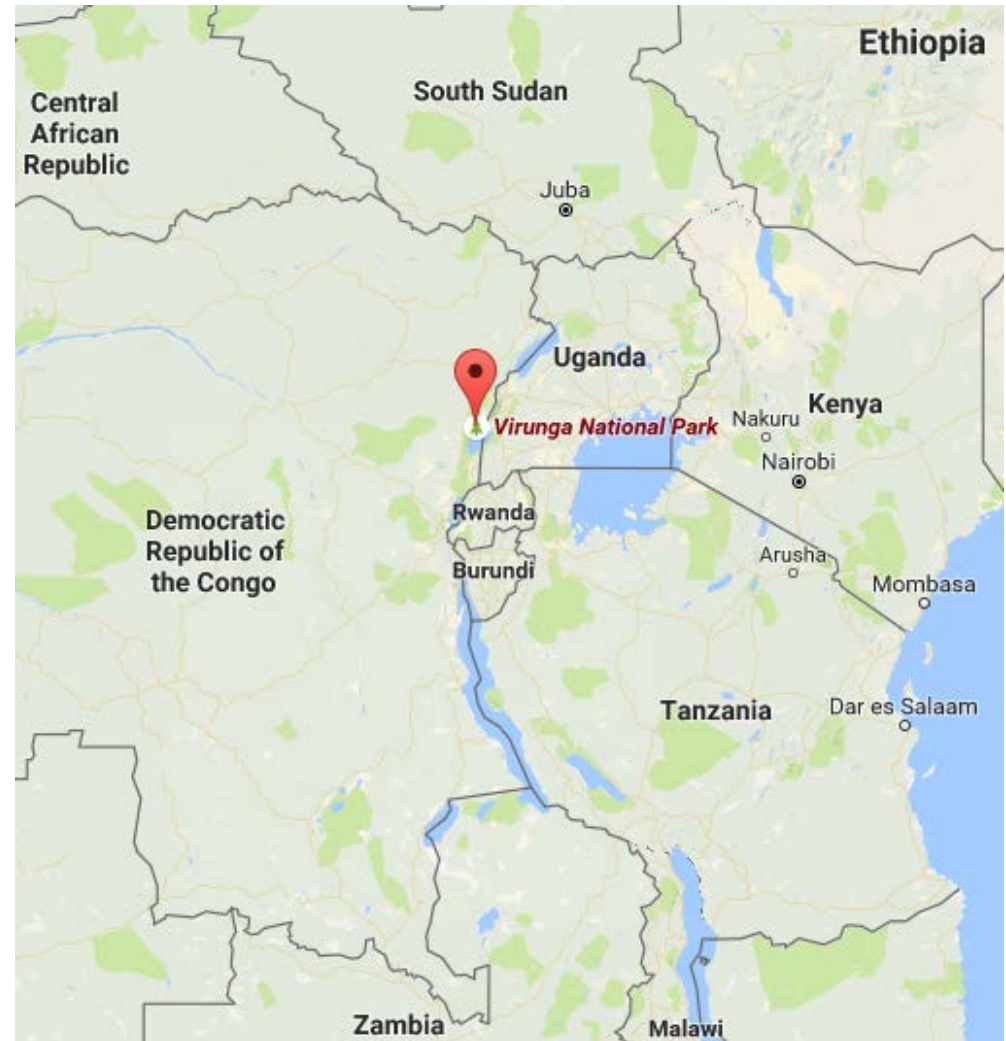 Ethiopia
South Sudan
Central
African
Republic
Juba
Uganda
Virunga National Park
Nakuru
Kenya
Nairobi
Rwanda
Democratic
Republic of
the Congo
Burundi
Arusha
Mombasa
Tanzania
Dar es Salaam
Zambia
Malawi